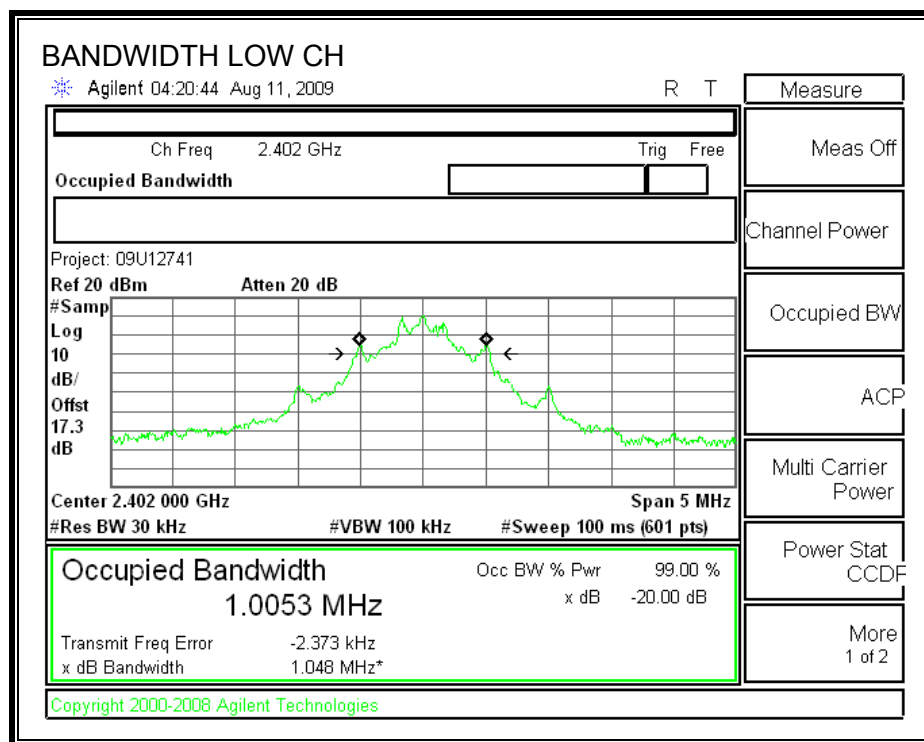 BANDWIDTH LOW CH
Agilent 04:20:44 Aug 11, 2009 R T
Measure
Ch Freq 2.402 GHz Trig Free
Occupied Bandwidth
Meas Off
Channel Power
Occupied BW
ACP
Multi Carrier
Power
Power Stat
CCDF
More
1 of 2
Project: 09U12741
Ref 20 dBm Atten 20 dB
#Samp
Log
10
dB/
Offst
17.3
dB
Center 2.402 000 GHz Span 5 MHz
#Res BW 30 kHz #VBW 100 kHz #Sweep 100 ms (601 pts)
Occupied Bandwidth Occ BW % Pwr 99.00 %
1.0053 MHz x dB -20.00 dB
Transmit Freq Error -2.373 kHz
x dB Bandwidth 1.048 MHz*
Copyright 2000-2008 Agilent Technologies